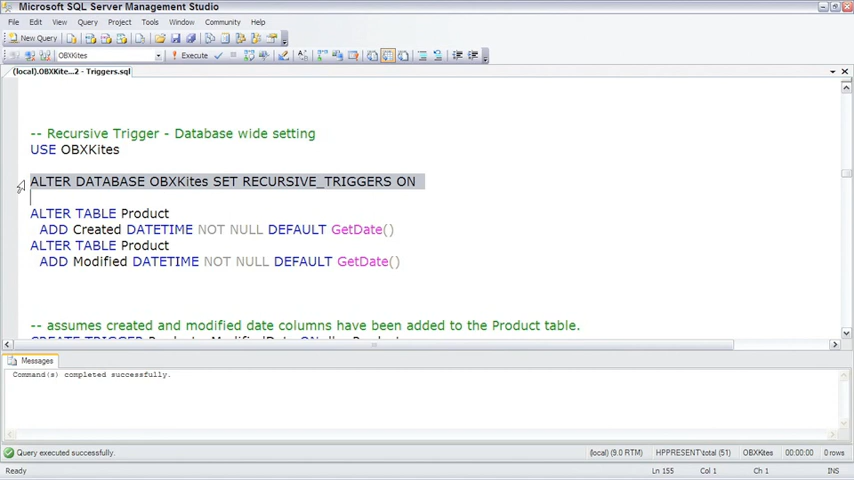 Microsoft SQL Server Management Studio
File Edit View Query Project Tools Window Community Help
New Query
OBXKites Execute
(local).OBXKite...2 - Triggers.sql
-- Recursive Trigger - Database wide setting
USE OBXKites
ALTER DATABASE OBXKites SET RECURSIVE_TRIGGERS ON
ALTER TABLE Product
ADD Created DATETIME NOT NULL DEFAULT GetDate()
ALTER TABLE Product
ADD Modified DATETIME NOT NULL DEFAULT GetDate()
-- assumes created and modified date columns have been added to the Product table.
Messages
Command(s) completed successfully.
Query executed successfully. (local) (9.0 RTM) HPPRESENT\total (51) OBXKites 00:00:00 0 rows
Ready Ln 155 Col 1 Ch 1 INS